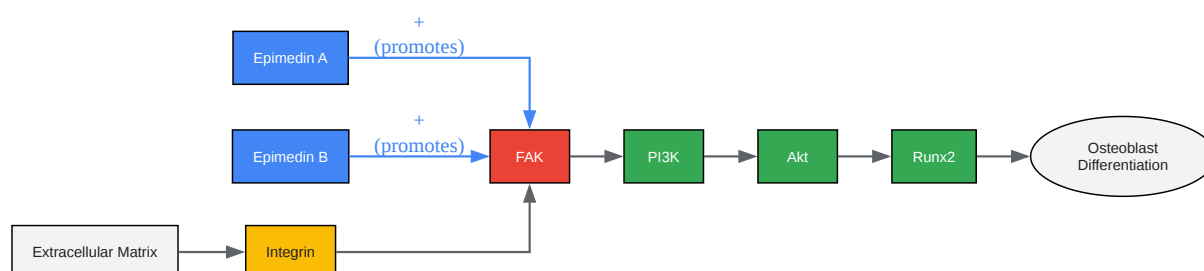 +
(promotes)
Epimedin A
+
(promotes)
Epimedin B
FAK
PI3K
Akt
Runx2
Osteoblast
Differentiation
Extracellular Matrix
Integrin